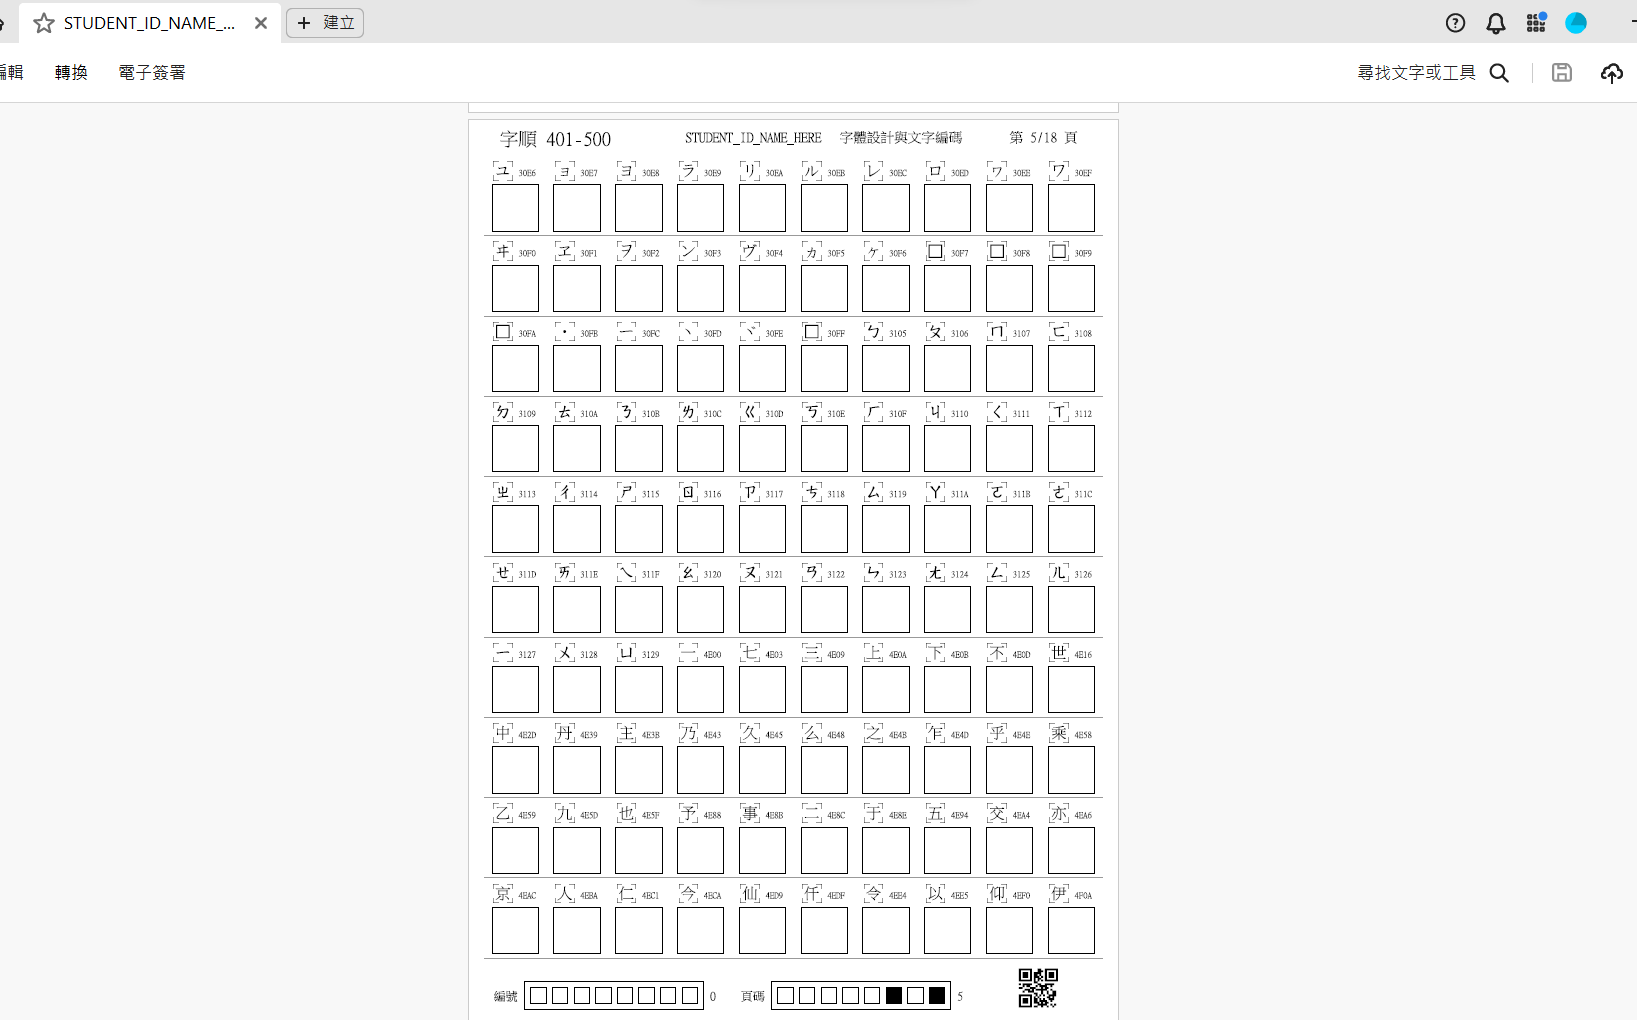 STUDENT_ID_NAME_...
建立
編輯 轉換 電子簽署 尋找文字或工具
字順 401-500 STUDENT_ID_NAME_HERE 字體設計與文字編碼 第 5/18 頁
ユ 30E6 ョ 30E7 ヨ 30E8 ラ 30E9 リ 30EA ル 30EB レ 30EC ロ 30ED ヮ 30EE ワ 30EF
ヰ 30F0 ヱ 30F1 ヲ 30F2 ン 30F3 ヴ 30F4 ヵ 30F5 ヶ 30F6 □ 30F7 □ 30F8 □ 30F9
□ 30FA ・ 30FB ー 30FC ヽ 30FD ヾ 30FE □ 30FF ㄅ 3105 ㄆ 3106 ㄇ 3107 ㄈ 3108
ㄉ 3109 ㄊ 310A ㄋ 310B ㄌ 310C ㄍ 310D ㄎ 310E ㄏ 310F ㄐ 3110 ㄑ 3111 ㄒ 3112
ㄓ 3113 ㄔ 3114 ㄕ 3115 ㄖ 3116 ㄗ 3117 ㄘ 3118 ㄙ 3119 ㄚ 311A ㄛ 311B ㄜ 311C
ㄝ 311D ㄞ 311E ㄟ 311F ㄠ 3120 ㄡ 3121 ㄢ 3122 ㄣ 3123 ㄤ 3124 ㄥ 3125 ㄦ 3126
ㄧ 3127 ㄨ 3128 ㄩ 3129 一 4E00 七 4E03 三 4E09 上 4E0A 下 4E0B 不 4E0D 世 4E16
中 4E2D 丹 4E39 主 4E3B 乃 4E43 久 4E45 么 4E48 之 4E4B 乍 4E4D 乎 4E4E 乘 4E58
乙 4E59 九 4E5D 也 4E5F 予 4E88 事 4E8B 二 4E8C 于 4E8E 五 4E94 交 4EA4 亦 4EA6
京 4EAC 人 4EBA 仁 4EC1 今 4ECA 仙 4ED9 仟 4EDF 令 4EE4 以 4EE5 仰 4EF0 伊 4F0A
編號 0 頁碼 5